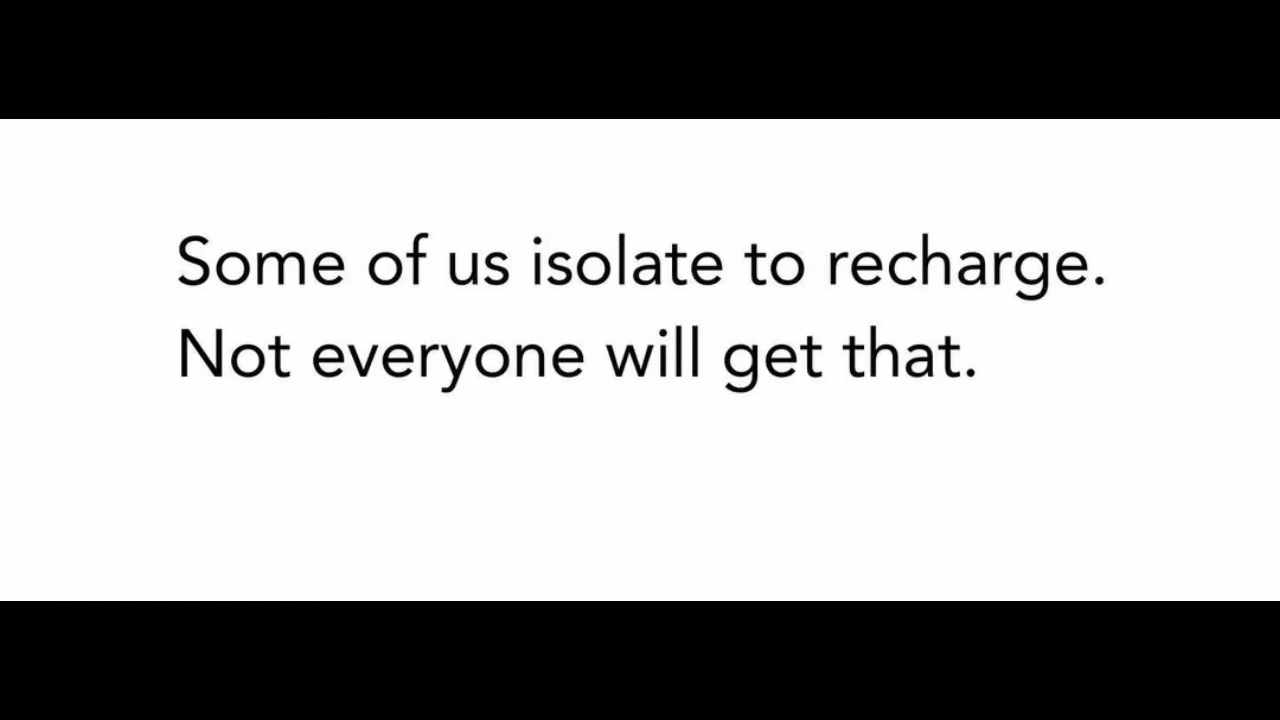 Some of us isolate to recharge.
Not everyone will get that.